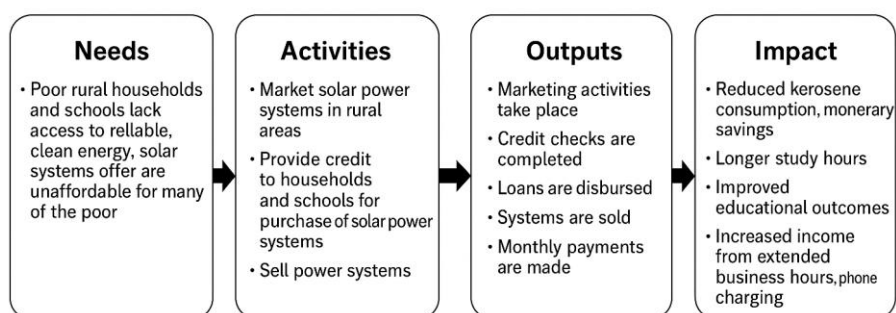 Needs
• Poor rural households
and schools lack
access to rellable,
clean energy, solar
systems offer are
unaffordable for many
of the poor
Activities
• Market solar power
systems in rural
areas
• Provide credit
to households
and schools for
purchase of solar power
systems
• Sell power systems
Outputs
• Marketing activities
take place
• Credit checks are
completed
• Loans are disbursed
• Systems are sold
• Monthly payments
are made
Impact
• Reduced kerosene
consumption, monerary
savings
• Longer study hours
• Improved
educational outcomes
• Increased income
from extended
business hours, phone
charging